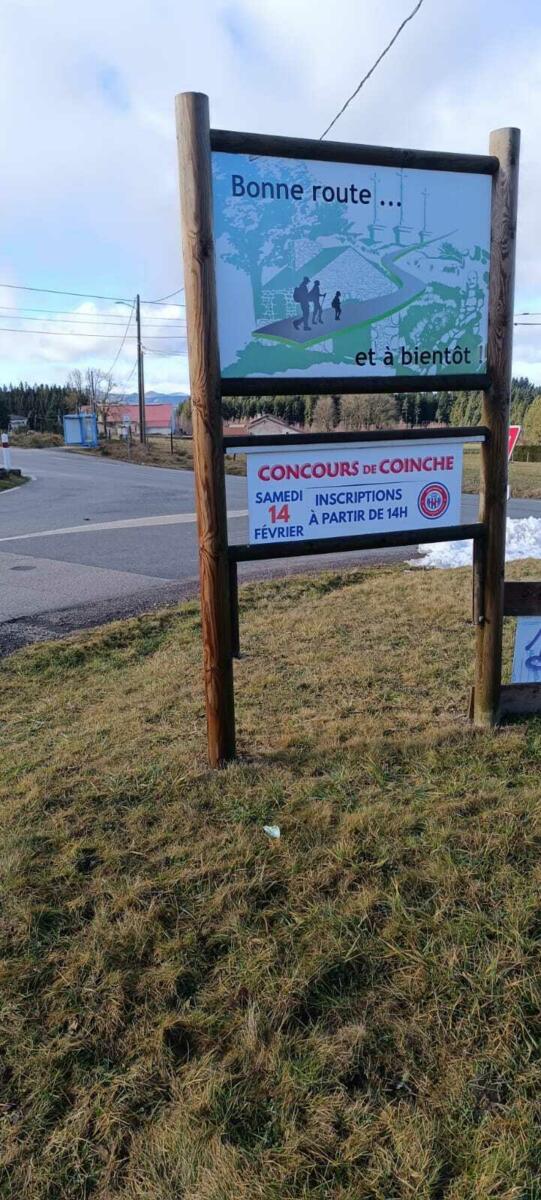 Bonne route ...
et à bientôt !
CONCOURS DE COINCHE
SAMEDI
14
FÉVRIER
INSCRIPTIONS
À PARTIR DE 14H